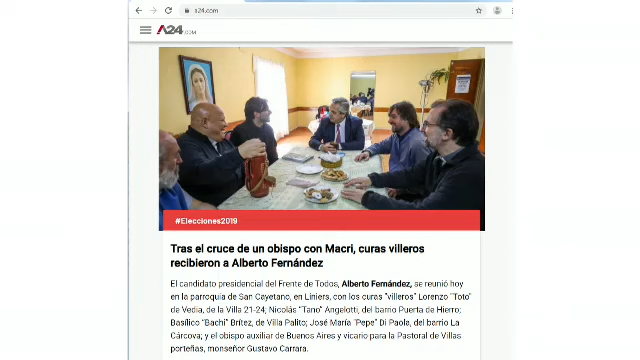 a24.com
A24.COM
#Elecciones2019
Tras el cruce de un obispo con Macri, curas villeros
recibieron a Alberto Fernández
El candidato presidencial del Frente de Todos, Alberto Fernández, se reunió hoy
en la parroquia de San Cayetano, en Liniers, con los curas "villeros" Lorenzo "Toto"
de Vedia, de la Villa 21-24; Nicolás "Tano" Angelotti, del barrio Puerta de Hierro;
Basilico "Bachi" Britez, de Villa Palito; José María "Pepe" Di Paola, del barrio La
Cárcova; y el obispo auxiliar de Buenos Aires y vicario para la Pastoral de Villas
porteñas, monseñor Gustavo Carrara.